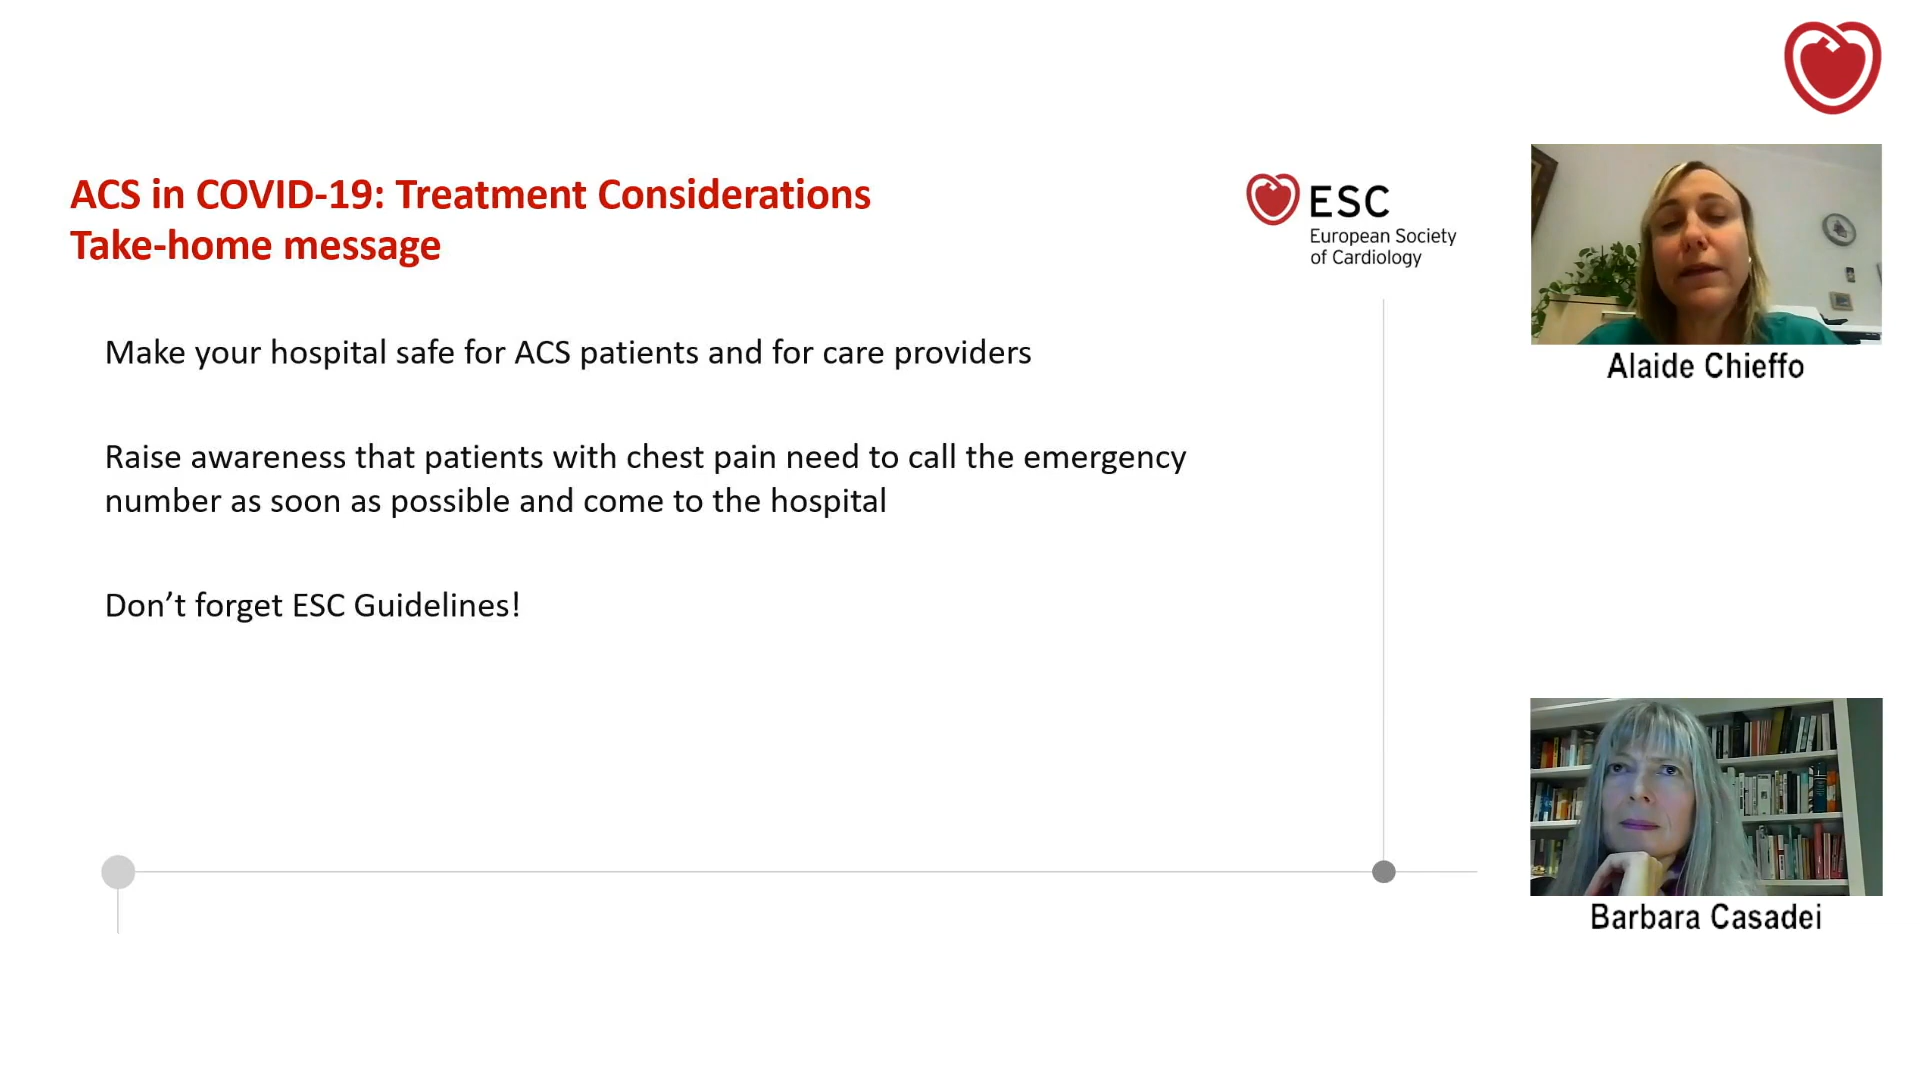 ACS in COVID-19: Treatment Considerations
Take-home message
ESC
European Society
of Cardiology
Make your hospital safe for ACS patients and for care providers
Raise awareness that patients with chest pain need to call the emergency
number as soon as possible and come to the hospital
Don’t forget ESC Guidelines!
Alaide Chieffo
Barbara Casadei